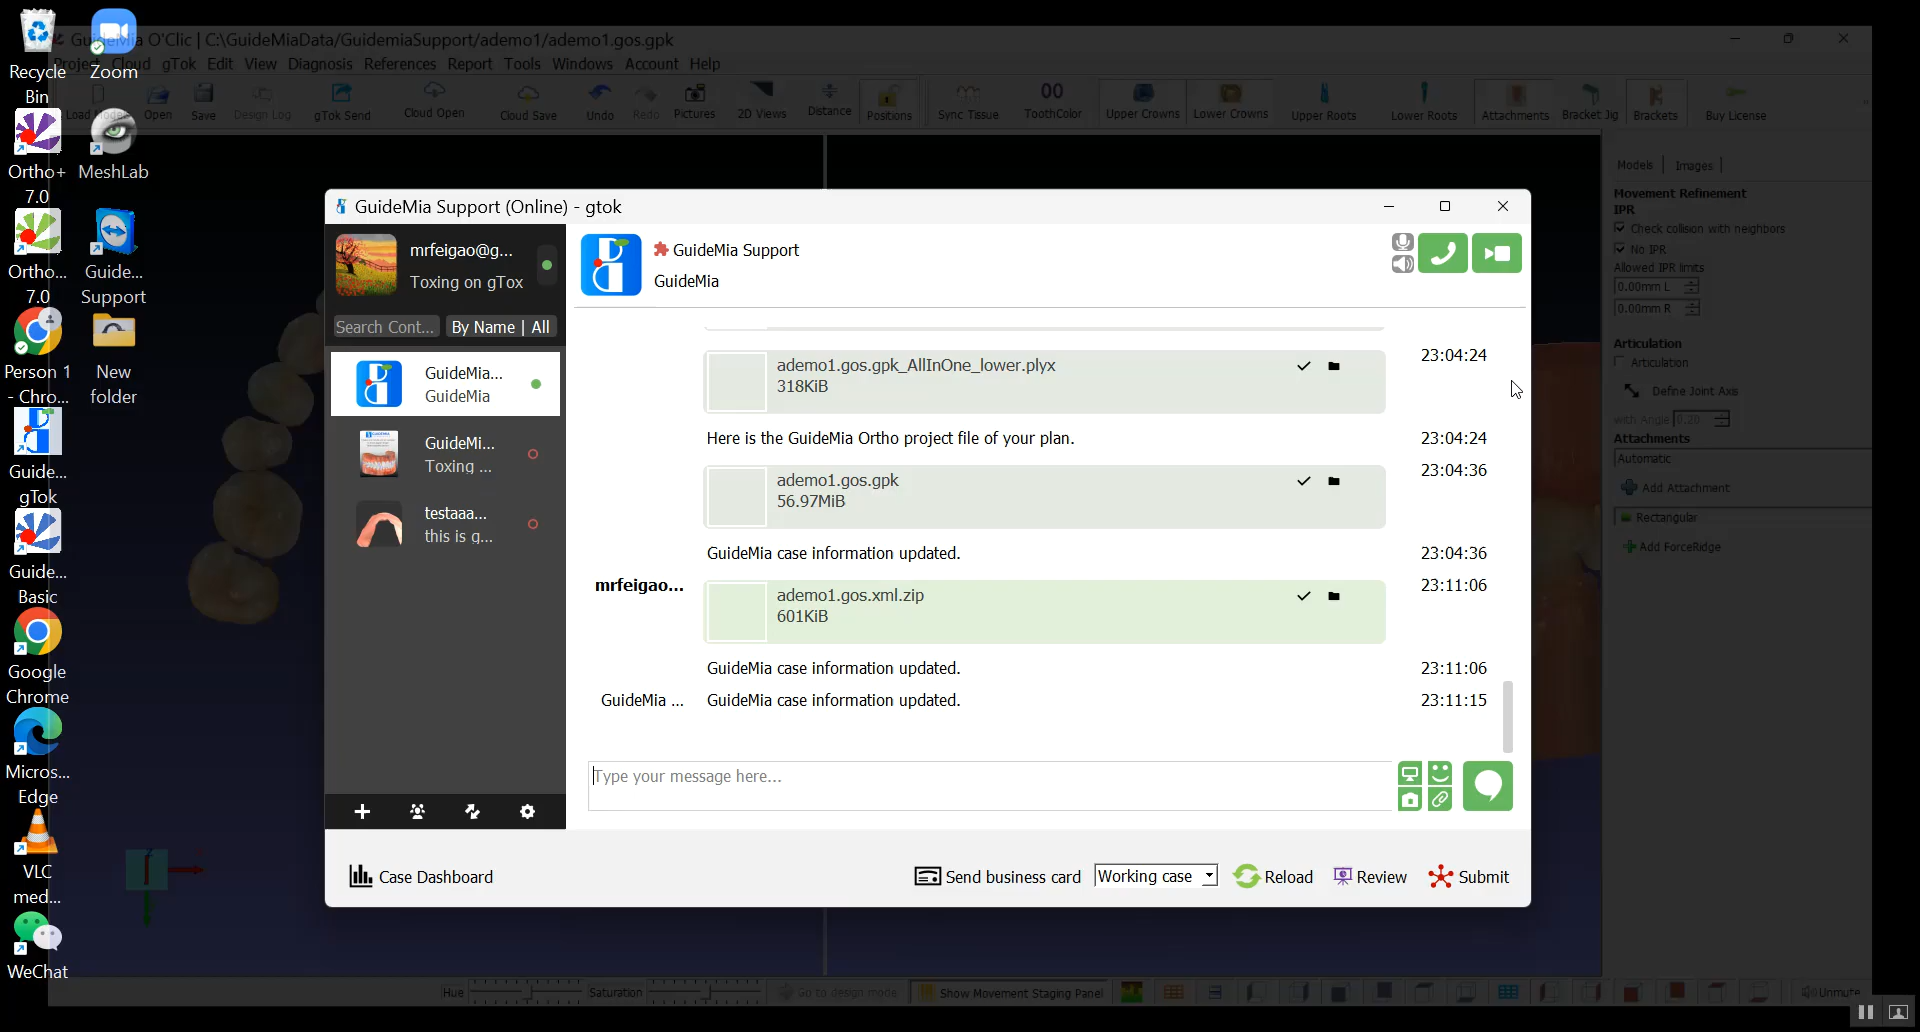 GuideMia O'Clic | C:\GuideMiaData/GuidemiaSupport/ademo1/ademo1.gos.gpk
Project Cloud gTok Edit View Diagnosis References Report Tools Windows Account Help
Open Save Design Log gTok Send Cloud Open Cloud Save Undo Redo Pictures 2D Views Distance Positions Sync Tissue ToothColor Upper Crowns Lower Crowns Upper Roots Lower Roots Attachments Bracket Jig Brackets Buy License
Recycle Bin
Zoom
Ortho+ 7.0
MeshLab
Ortho... 7.0
Guide... Support
Person 1 - Chro...
New folder
Guide... gTok
Guide... Basic
Google Chrome
Micros... Edge
VLC med...
WeChat
GuideMia Support (Online) - gtok
mrfeigao@g...
Toxing on gTox
Search Cont... By Name | All
GuideMia...
GuideMia
GuideMi...
Toxing ...
testaaa...
this is g...
GuideMia Support
GuideMia
ademo1.gos.gpk_AllInOne_lower.plyx 23:04:24
318KiB
Here is the GuideMia Ortho project file of your plan. 23:04:24
ademo1.gos.gpk 23:04:36
56.97MiB
GuideMia case information updated. 23:04:36
mrfeigao... ademo1.gos.xml.zip 23:11:06
601KiB
GuideMia case information updated. 23:11:06
GuideMia ... GuideMia case information updated. 23:11:15
Type your message here...
Case Dashboard Send business card Working case Reload Review Submit
Models Images
Movement Refinement
IPR
Check collision with neighbors
No IPR
Allowed IPR limits
0.00mm L
0.00mm R
Articulation
Articulation
Define Joint Axis
with Angle 0.20
Attachments
Automatic
Add Attachment
Rectangular
Add ForceRidge
Hue Saturation Go to design mode Show Movement Staging Panel Unmute